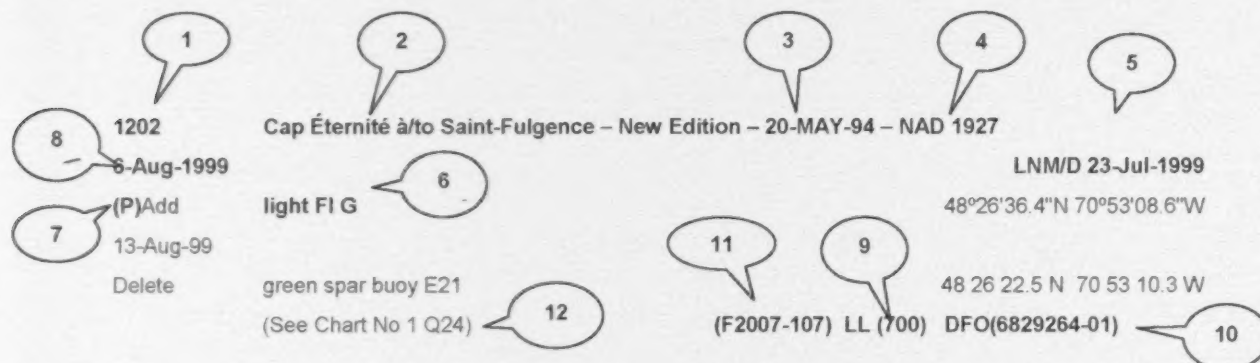 1 2 3 4 5
1202 Cap Éternité à/to Saint-Fulgence – New Edition – 20-MAY-94 – NAD 1927
8
6-Aug-1999 LNM/D 23-Jul-1999
6
(P)Add light Fl G 48º26'36.4"N 70º53'08.6"W
7
13-Aug-99
11 9
Delete green spar buoy E21 48 26 22.5 N 70 53 10.3 W
12
(See Chart No 1 Q24) (F2007-107) LL (700) DFO(6829264-01)
10